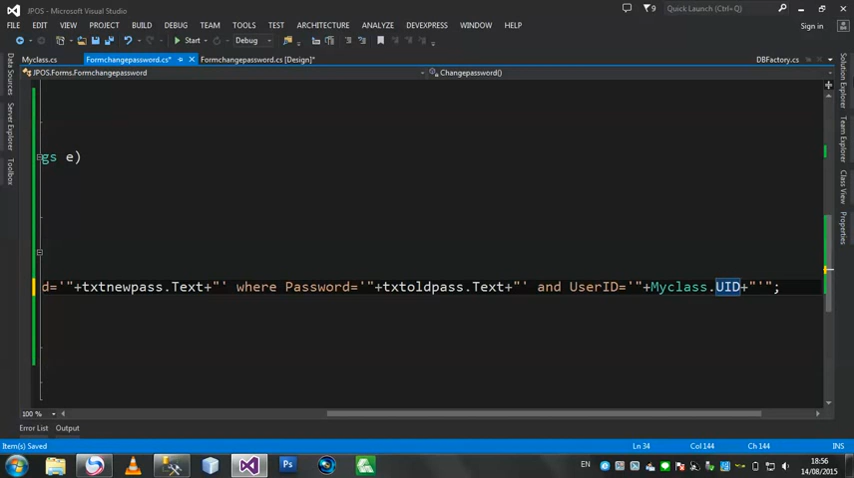 JPOS - Microsoft Visual Studio
9
Quick Launch (Ctrl+Q)
FILE EDIT VIEW PROJECT BUILD DEBUG TEAM TOOLS TEST ARCHITECTURE ANALYZE DEVEXPRESS WINDOW HELP
Sign in
Start Debug
Myclass.cs Formchangepassword.cs* Formchangepassword.cs [Design]* DBFactory.cs
JPOS.Forms.Formchangepassword Changepassword()
Data Sources
Server Explorer
Toolbox
Solution Explorer
Team Explorer
Class View
Properties
gs e)
d='"+txtnewpass.Text+"' where Password='"+txtoldpass.Text+"' and UserID='"+Myclass.UID+"'";
100 %
Error List Output
Item(s) Saved Ln 34 Col 144 Ch 144 INS
Ps
EN
18:56
14/08/2015